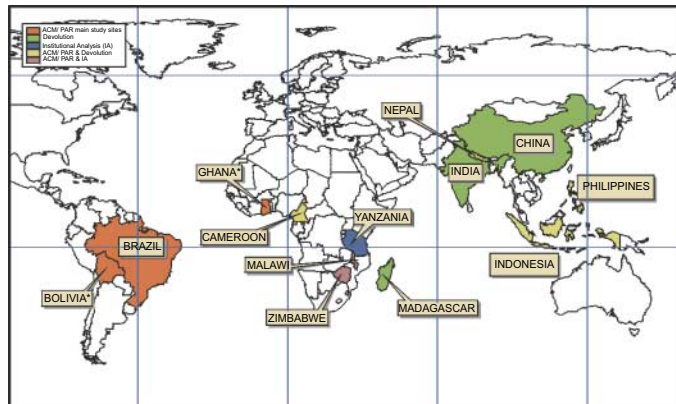 ACM/ PAR main study sites
Devolution
Institutional Analysis (IA)
ACM/ PAR & Devolution
ACM/ PAR & IA
NEPAL
CHINA
GHANA*
INDIA
PHILIPPINES
CAMEROON
YANZANIA
BRAZIL
MALAWI
INDONESIA
BOLIVIA*
ZIMBABWE
MADAGASCAR